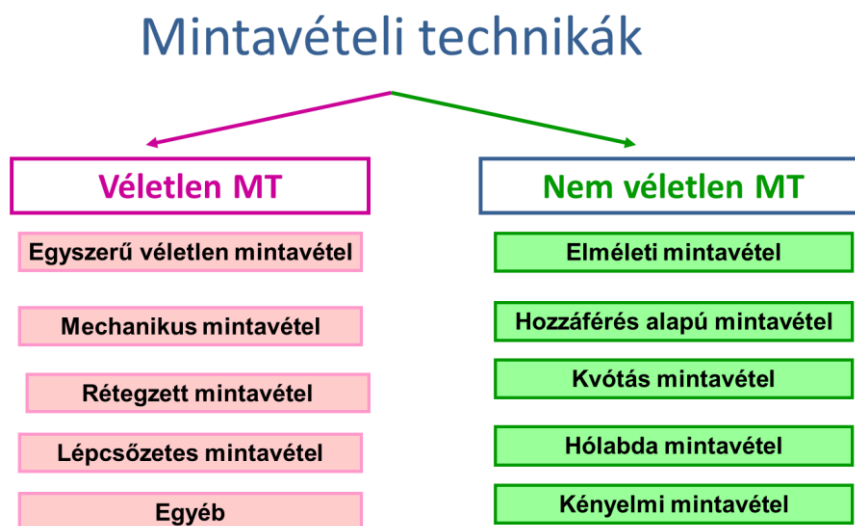 Mintavételi technikák
Véletlen MT
Egyszerű véletlen mintavétel
Mechanikus mintavétel
Rétegzett mintavétel
Lépcsőzetes mintavétel
Egyéb
Nem véletlen MT
Elméleti mintavétel
Hozzáférés alapú mintavétel
Kvótás mintavétel
Hólabda mintavétel
Kényelmi mintavétel